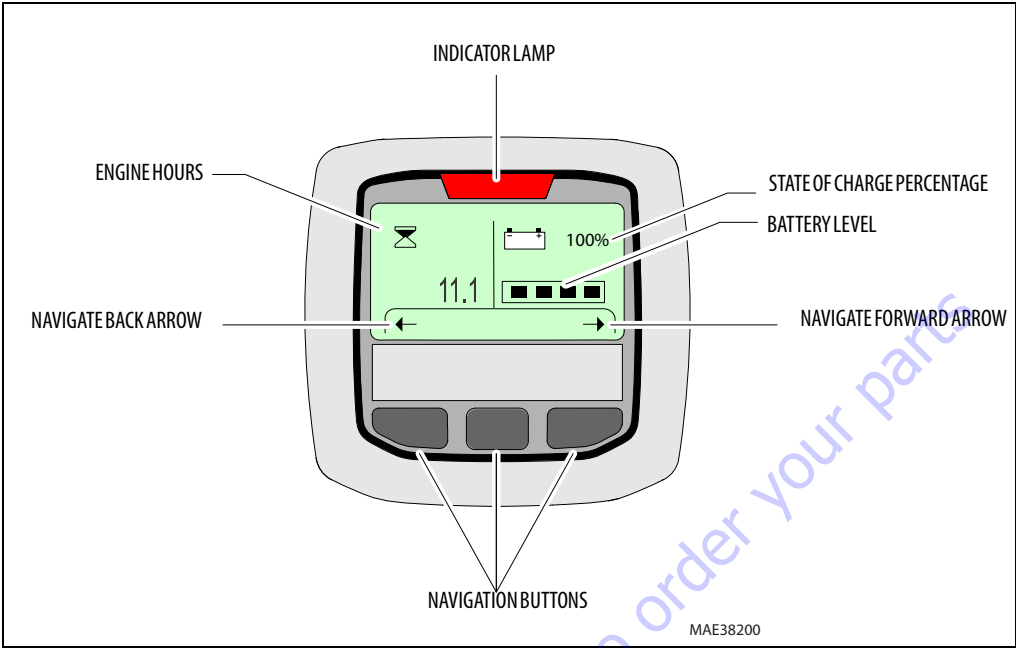 INDICATOR LAMP
ENGINE HOURS
STATE OF CHARGE PERCENTAGE
BATTERY LEVEL
100%
11.1
NAVIGATE BACK ARROW
NAVIGATE FORWARD ARROW
NAVIGATION BUTTONS
MAE38200
to order your parts